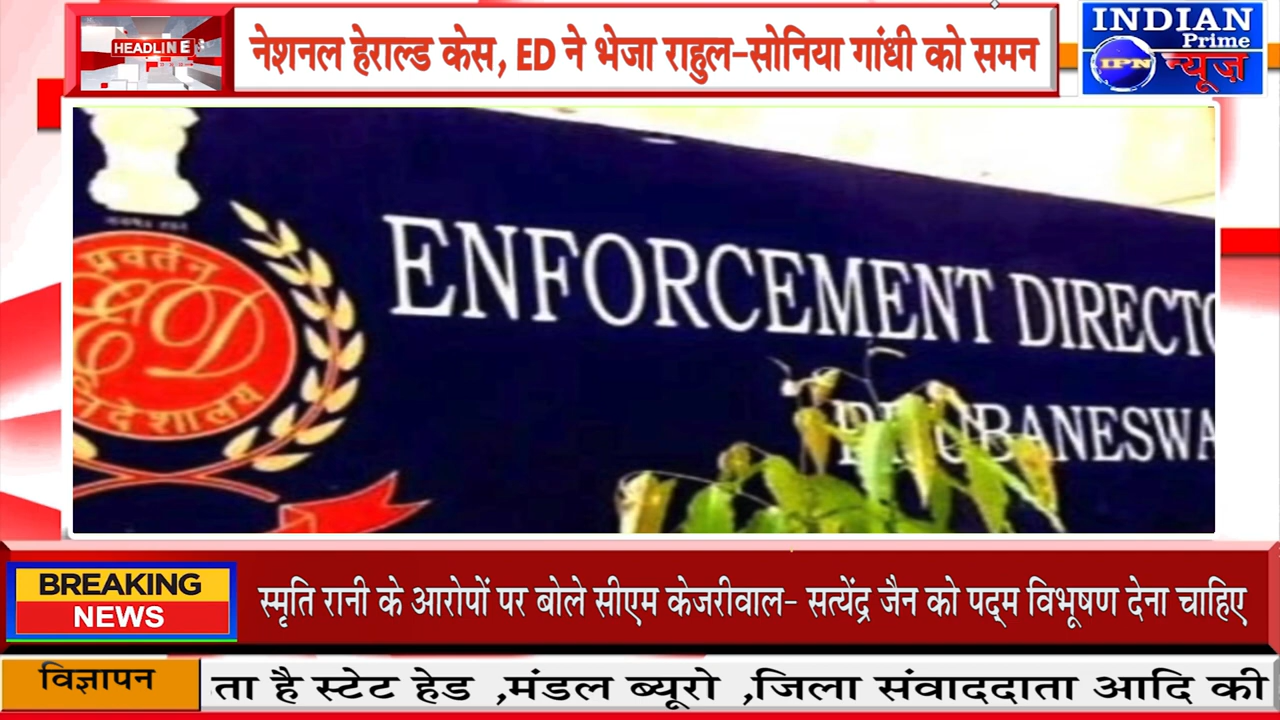 HEADLINE
नेशनल हेराल्ड केस, ED ने भेजा राहुल-सोनिया गांधी को समन
INDIAN
Prime
IPN न्यूज़
प्रवर्तन
ED
ENFORCEMENT DIRECTO
BHUBANESWA
BREAKING
NEWS
स्मृति रानी के आरोपों पर बोले सीएम केजरीवाल- सत्येंद्र जैन को पद्म विभूषण देना चाहिए
विज्ञापन
ता है स्टेट हेड ,मंडल ब्यूरो ,जिला संवाददाता आदि की